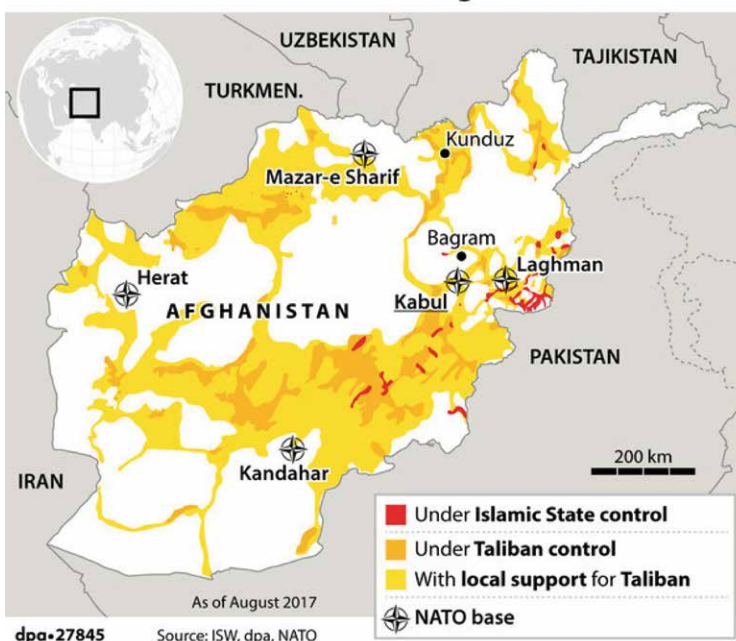 UZBEKISTAN
TAJIKISTAN
TURKMEN.
Kunduz
Mazar-e Sharif
Bagram
Laghman
Herat
Kabul
AFGHANISTAN
PAKISTAN
Kandahar
200 km
IRAN
Under Islamic State control
Under Taliban control
With local support for Taliban
NATO base
As of August 2017
dpa•27845 Source: ISW, dpa, NATO